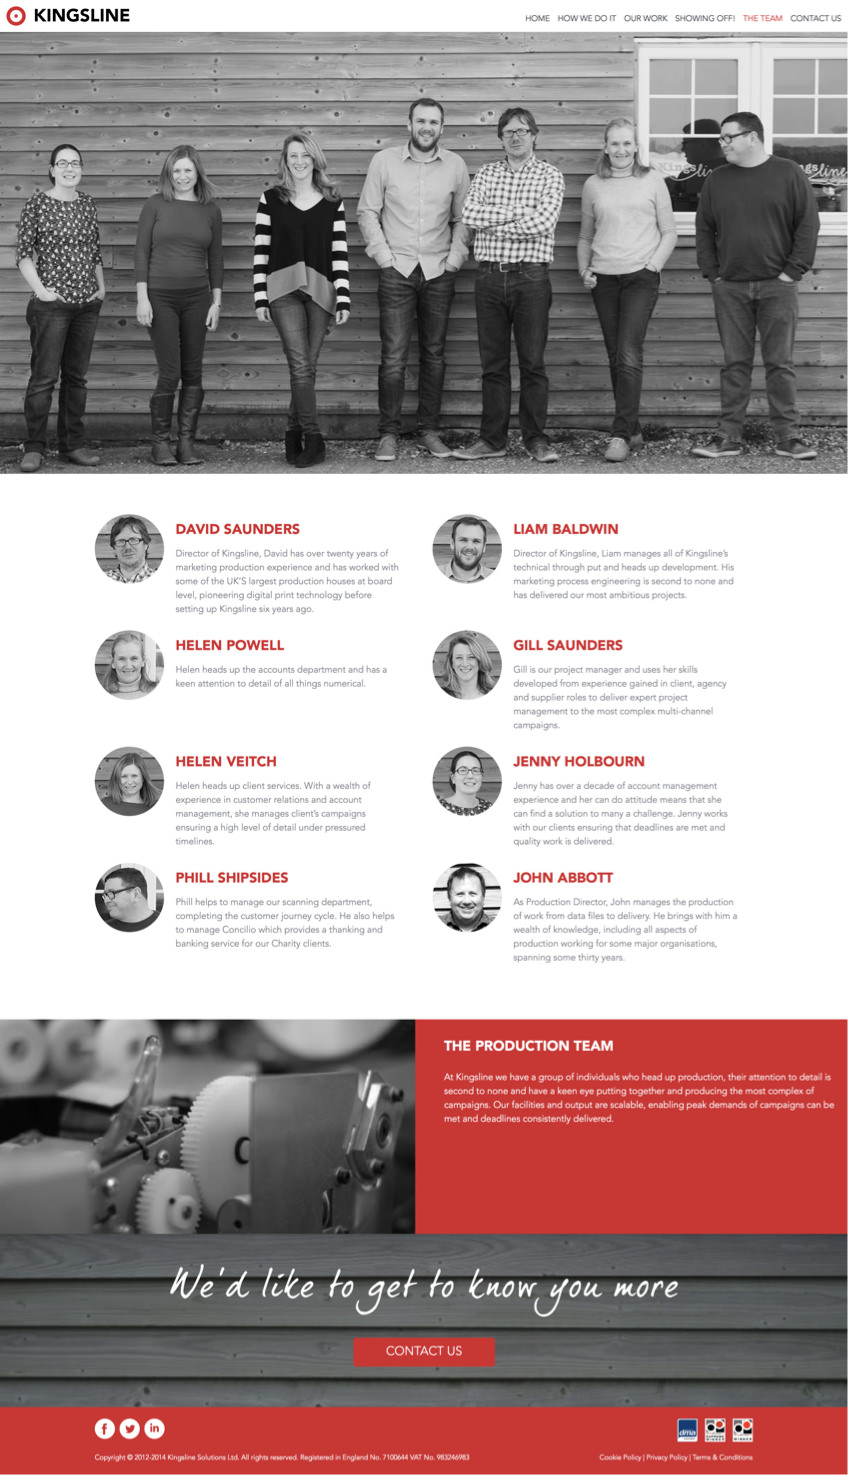 KINGSLINE
HOME HOW WE DO IT OUR WORK SHOWING OFF! THE TEAM CONTACT US
Kingsli
gsline
DAVID SAUNDERS
Director of Kingsline, David has over twenty years of
marketing production experience and has worked with
some of the UK'S largest production houses at board
level, pioneering digital print technology before
setting up Kingsline six years ago.
LIAM BALDWIN
Director of Kingsline, Liam manages all of Kingsline's
technical through put and heads up development. His
marketing process engineering is second to none and
has delivered our most ambitious projects.
HELEN POWELL
Helen heads up the accounts department and has a
keen attention to detail of all things numerical.
GILL SAUNDERS
Gill is our project manager and uses her skills
developed from experience gained in client, agency
and supplier roles to deliver expert project
management to the most complex multi-channel
campaigns.
HELEN VEITCH
Helen heads up client services. With a wealth of
experience in customer relations and account
management, she manages client's campaigns
ensuring a high level of detail under pressured
timelines.
JENNY HOLBOURN
Jenny has over a decade of account management
experience and her can do attitude means that she
can find a solution to many a challenge. Jenny works
with our clients ensuring that deadlines are met and
quality work is delivered.
PHILL SHIPSIDES
Phill helps to manage our scanning department,
completing the customer journey cycle. He also helps
to manage Concilio which provides a thanking and
banking service for our Charity clients.
JOHN ABBOTT
As Production Director, John manages the production
of work from data files to delivery. He brings with him a
wealth of knowledge, including all aspects of
production working for some major organisations,
spanning some thirty years.
THE PRODUCTION TEAM
At Kingsline we have a group of individuals who head up production, their attention to detail is
second to none and have a keen eye putting together and producing the most complex of
campaigns. Our facilities and output are scalable, enabling peak demands of campaigns can be
met and deadlines consistently delivered.
We'd like to get to know you more
CONTACT US
dma
Copyright © 2012-2014 Kingsline Solutions Ltd. All rights reserved. Registered in England No. 7100644 VAT No. 983246983
Cookie Policy | Privacy Policy | Terms & Conditions